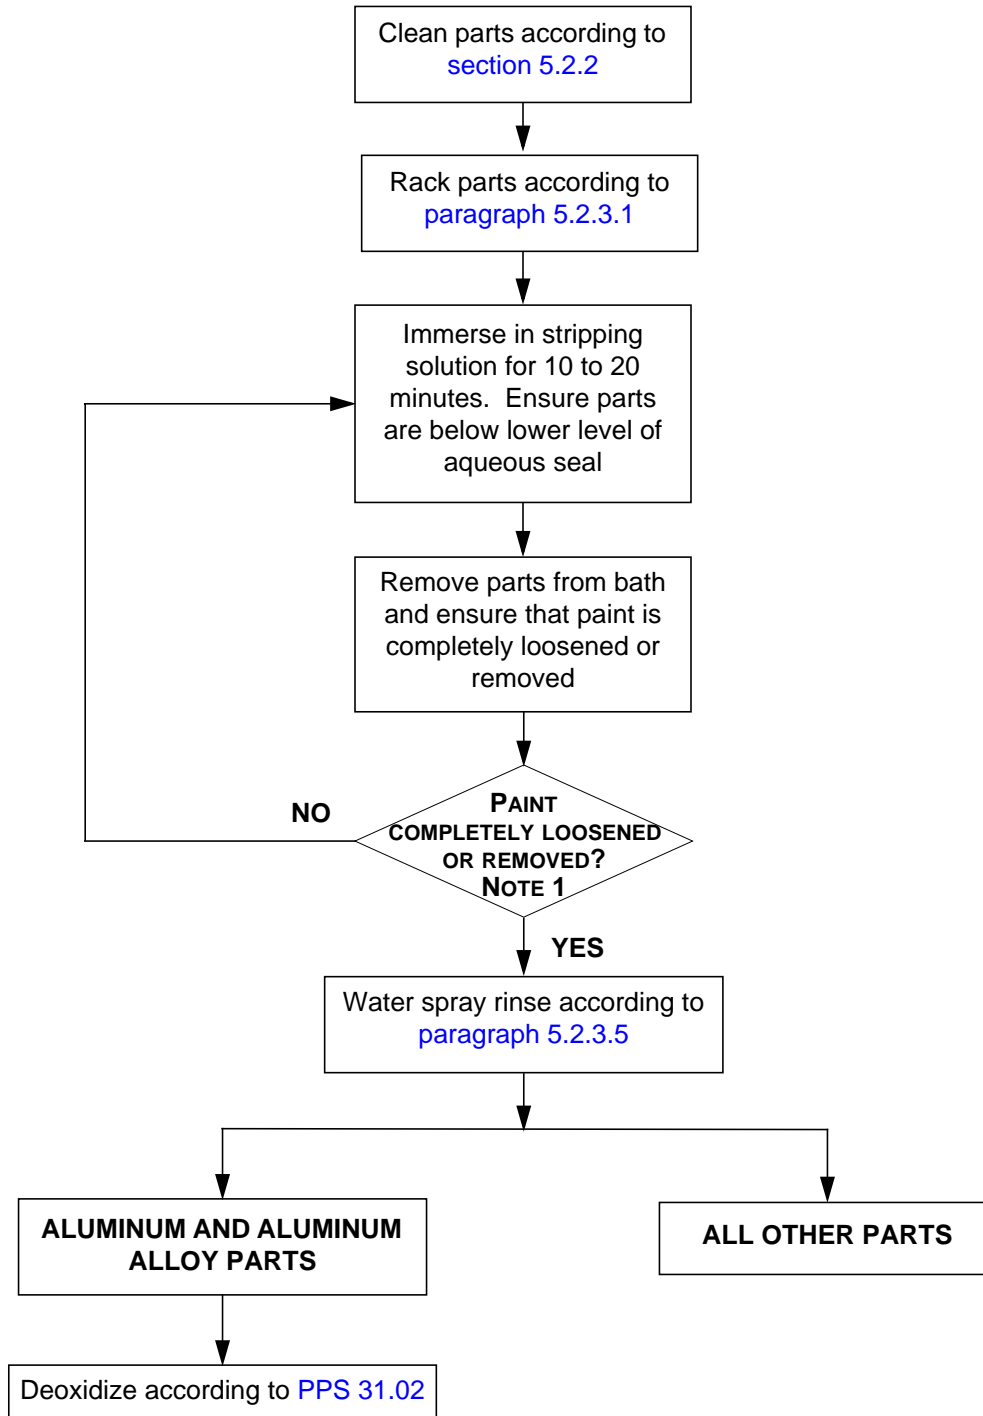 Clean parts according to
section 5.2.2
Rack parts according to
paragraph 5.2.3.1
Immerse in stripping
solution for 10 to 20
minutes.  Ensure parts
are below lower level of
aqueous seal
Remove parts from bath
and ensure that paint is
completely loosened or
removed
NO
PAINT
COMPLETELY LOOSENED
OR REMOVED?
NOTE 1
YES
Water spray rinse according to
paragraph 5.2.3.5
ALUMINUM AND ALUMINUM
ALLOY PARTS
ALL OTHER PARTS
Deoxidize according to PPS 31.02